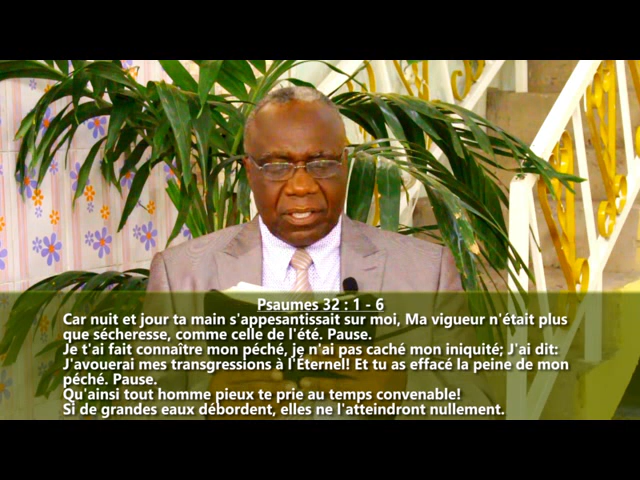 Psaumes 32 : 1 - 6
Car nuit et jour ta main s'appesantissait sur moi, Ma vigueur n'était plus
que sécheresse, comme celle de l'été. Pause.
Je t'ai fait connaître mon péché, je n'ai pas caché mon iniquité; J'ai dit:
J'avouerai mes transgressions à l'Éternel! Et tu as effacé la peine de mon
péché. Pause.
Qu'ainsi tout homme pieux te prie au temps convenable!
Si de grandes eaux débordent, elles ne l'atteindront nullement.